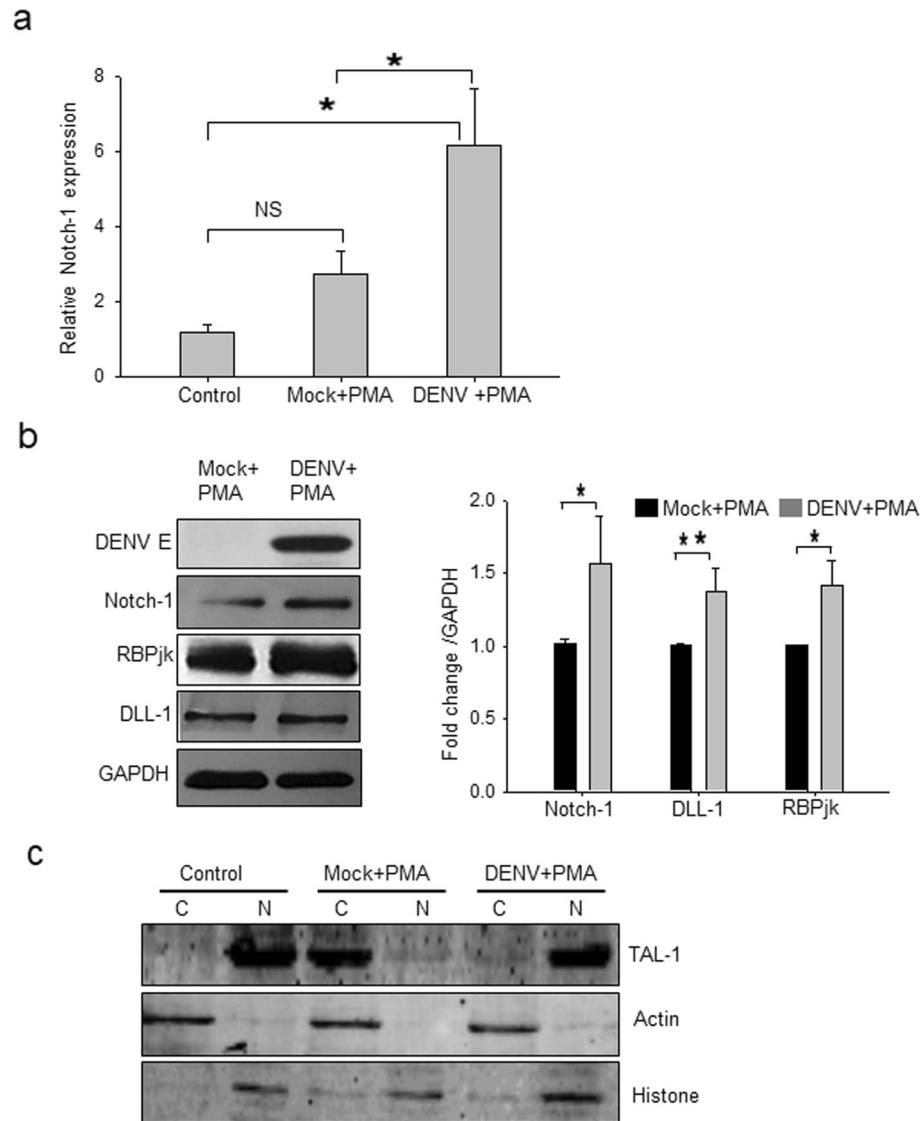 a
8
6
4
2
0
Relative Notch-1 expression
*
*
NS
Control Mock+PMA DENV +PMA
b
Mock+ DENV+
PMA PMA
DENV E
Notch-1
RBPjk
DLL-1
GAPDH
2.0
1.5
1.0
0.5
0.0
Fold change /GAPDH
Mock+PMA DENV+PMA
* ** *
Notch-1 DLL-1 RBPjk
c
Control Mock+PMA DENV+PMA
C N C N C N
TAL-1
Actin
Histone